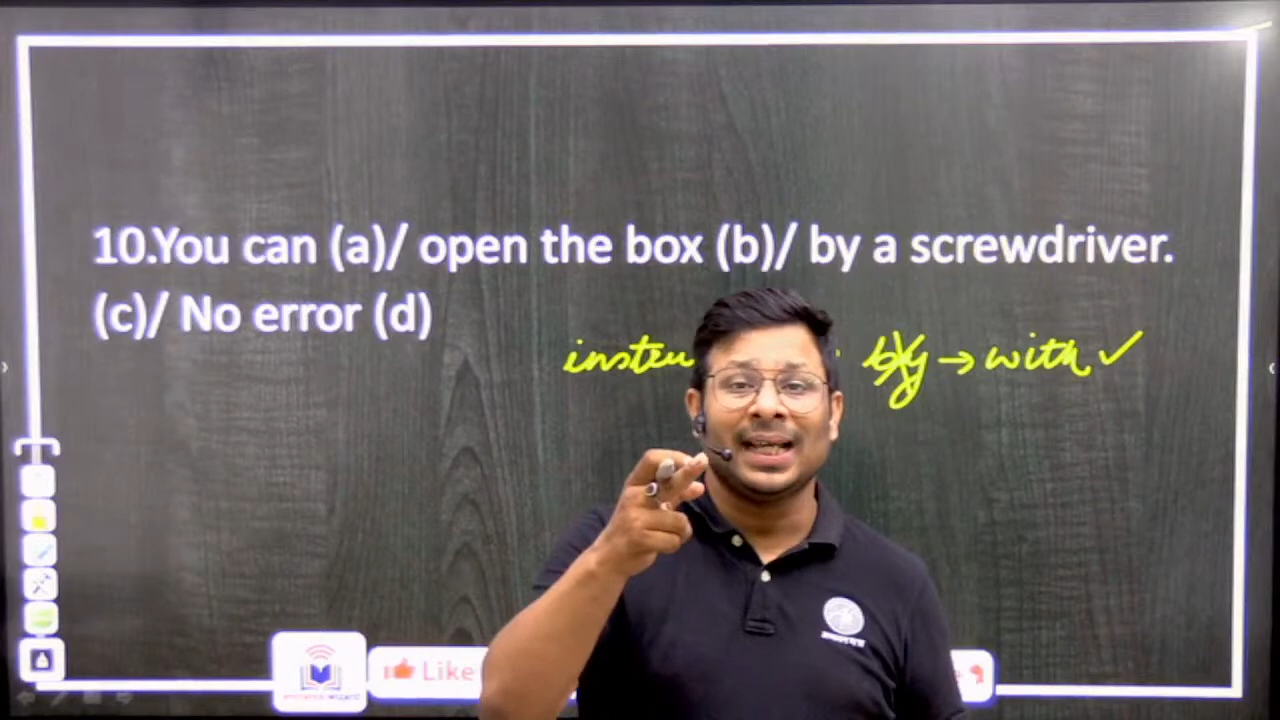 10.You can (a)/ open the box (b)/ by a screwdriver.
(c)/ No error (d)
by → with ✓
Like